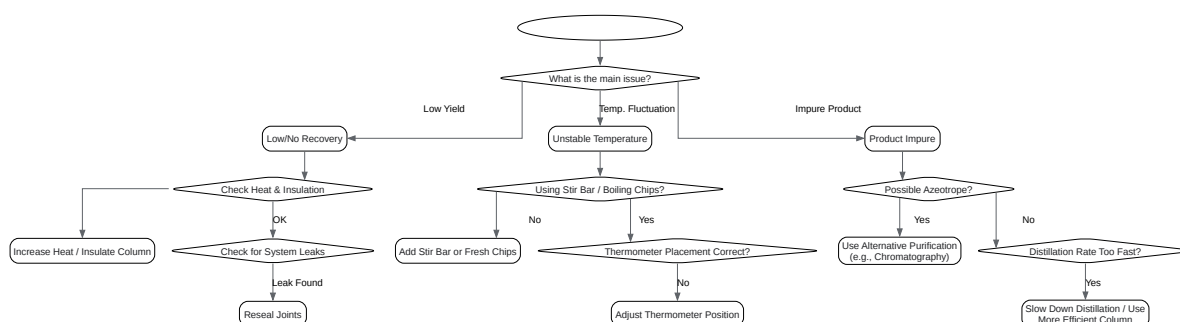 What is the main issue?
Low Yield
Temp. Fluctuation
Impure Product
Low/No Recovery
Unstable Temperature
Product Impure
Check Heat & Insulation
Using Stir Bar / Boiling Chips?
Possible Azeotrope?
OK
No
Yes
Yes
No
Increase Heat / Insulate Column
Check for System Leaks
Add Stir Bar or Fresh Chips
Thermometer Placement Correct?
Use Alternative Purification
(e.g., Chromatography)
Distillation Rate Too Fast?
Leak Found
No
Yes
Reseal Joints
Adjust Thermometer Position
Slow Down Distillation / Use
More Efficient Column